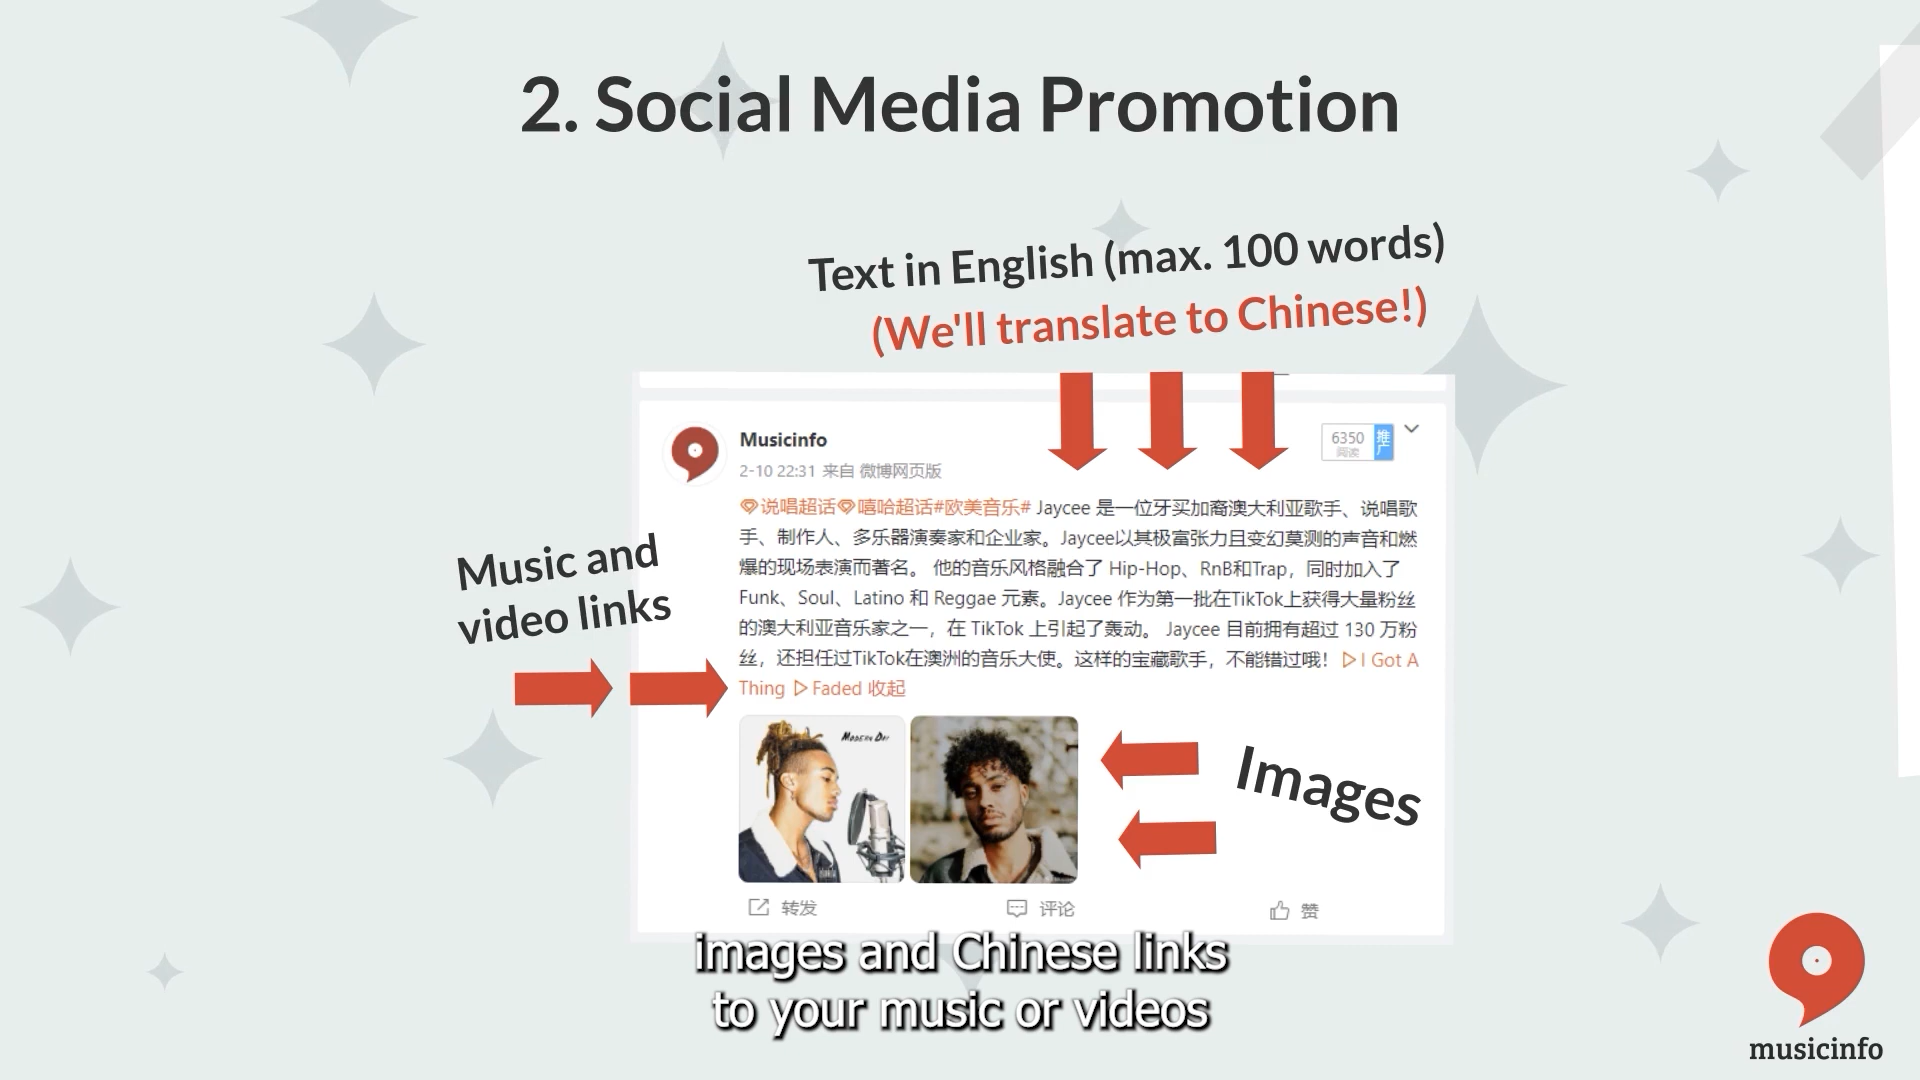 2. Social Media Promotion
Text in English (max. 100 words)
(We'll translate to Chinese!)
Musicinfo
2-10 22:31 来自 微博网页版
6350
阅读
推广
说唱超话 嘻哈超话#欧美音乐# Jaycee 是一位牙买加裔澳大利亚歌手、说唱歌
手、制作人、多乐器演奏家和企业家。Jaycee以其极富张力且变幻莫测的声音和燃
爆的现场表演而著名。 他的音乐风格融合了 Hip-Hop、RnB和Trap，同时加入了
Funk、Soul、Latino 和 Reggae 元素。Jaycee 作为第一批在TikTok上获得大量粉丝
的澳大利亚音乐家之一，在 TikTok 上引起了轰动。 Jaycee 目前拥有超过 130 万粉
丝，还担任过TikTok在澳洲的音乐大使。这样的宝藏歌手，不能错过哦！ I Got A
Thing Faded 收起
Music and
video links
MODERN DAY
Images
转发
评论
赞
images and Chinese links
to your music or videos
musicinfo